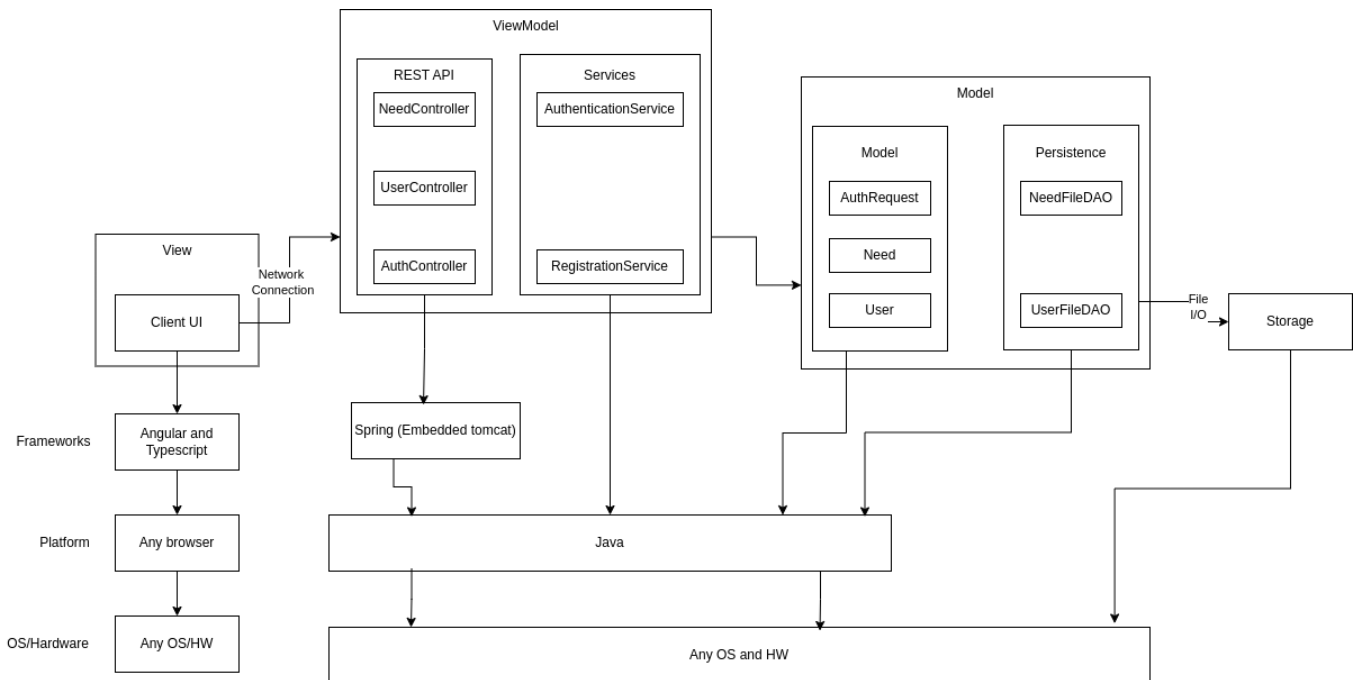 ViewModel
REST API
NeedController
UserController
AuthController
Services
AuthenticationService
RegistrationService
Model
Model
AuthRequest
Need
User
Persistence
NeedFileDAO
UserFileDAO
View
Client UI
Network
Connection
File
I/O
Storage
Frameworks
Angular and
Typescript
Spring (Embedded tomcat)
Platform
Any browser
Java
OS/Hardware
Any OS/HW
Any OS and HW